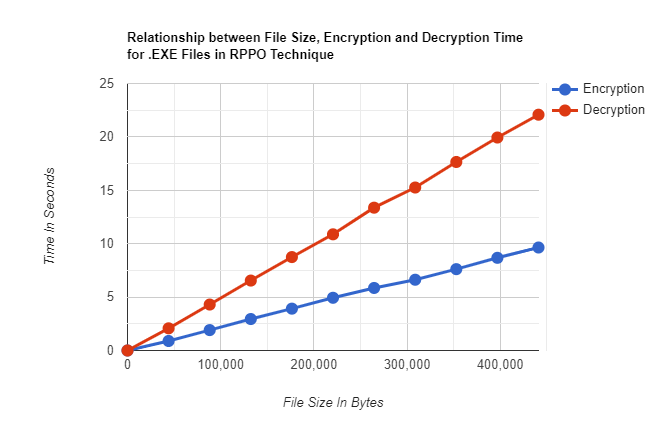 Relationship between File Size, Encryption and Decryption Time
for .EXE Files in RPPO Technique
25
20
15
10
5
0
Time In Seconds
0
100,000
200,000
300,000
400,000
File Size In Bytes
Encryption
Decryption